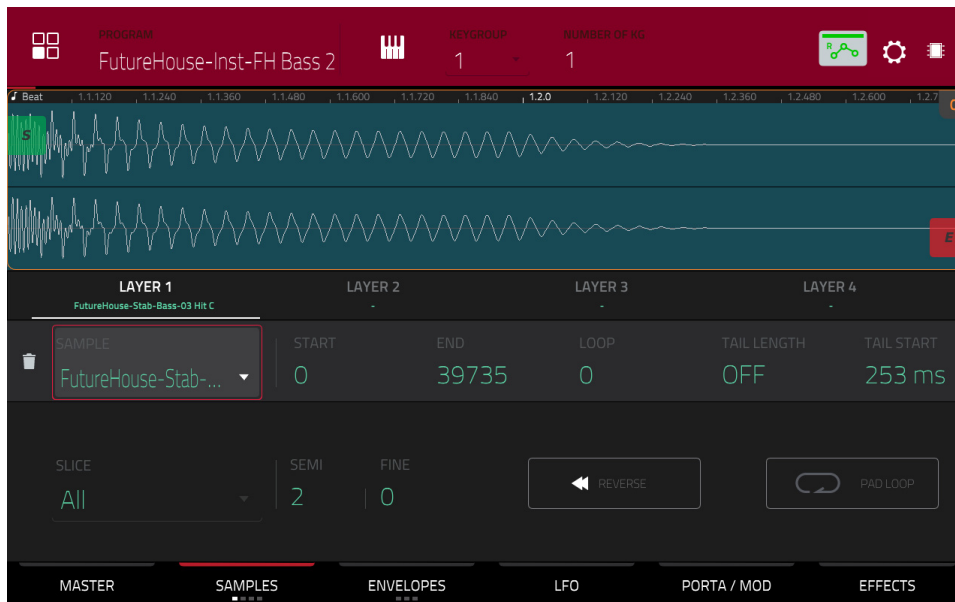 PROGRAM KEYGROUP NUMBER OF KG
FutureHouse-Inst-FH Bass 2 1 1
R
Beat 1.1.120 1.1.240 1.1.360 1.1.480 1.1.600 1.1.720 1.1.840 1.2.0 1.2.120 1.2.240 1.2.360 1.2.480 1.2.600 1.2.7
S
E
LAYER 1 LAYER 2 LAYER 3 LAYER 4
FutureHouse-Stab-Bass-03 Hit C - - -
SAMPLE START END LOOP TAIL LENGTH TAIL START
FutureHouse-Stab-... 0 39735 0 OFF 253 ms
SLICE SEMI FINE
All 2 0
REVERSE PAD LOOP
MASTER SAMPLES ENVELOPES LFO PORTA / MOD EFFECTS